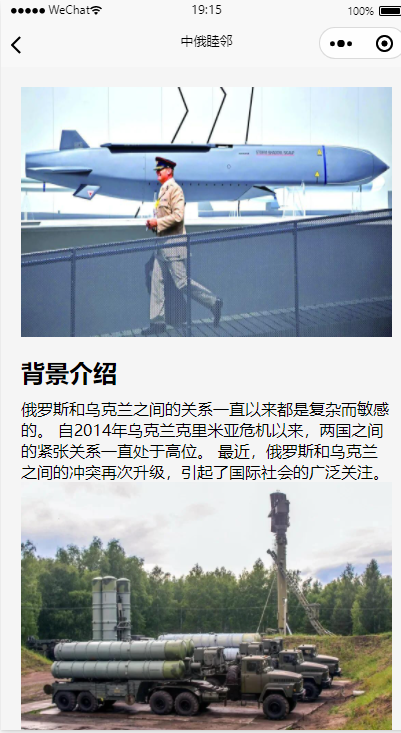 WeChat 19:15 100%
中俄睦邻
背景介绍
俄罗斯和乌克兰之间的关系一直以来都是复杂而敏感
的。 自2014年乌克兰克里米亚危机以来，两国之间
的紧张关系一直处于高位。 最近，俄罗斯和乌克兰
之间的冲突再次升级，引起了国际社会的广泛关注。